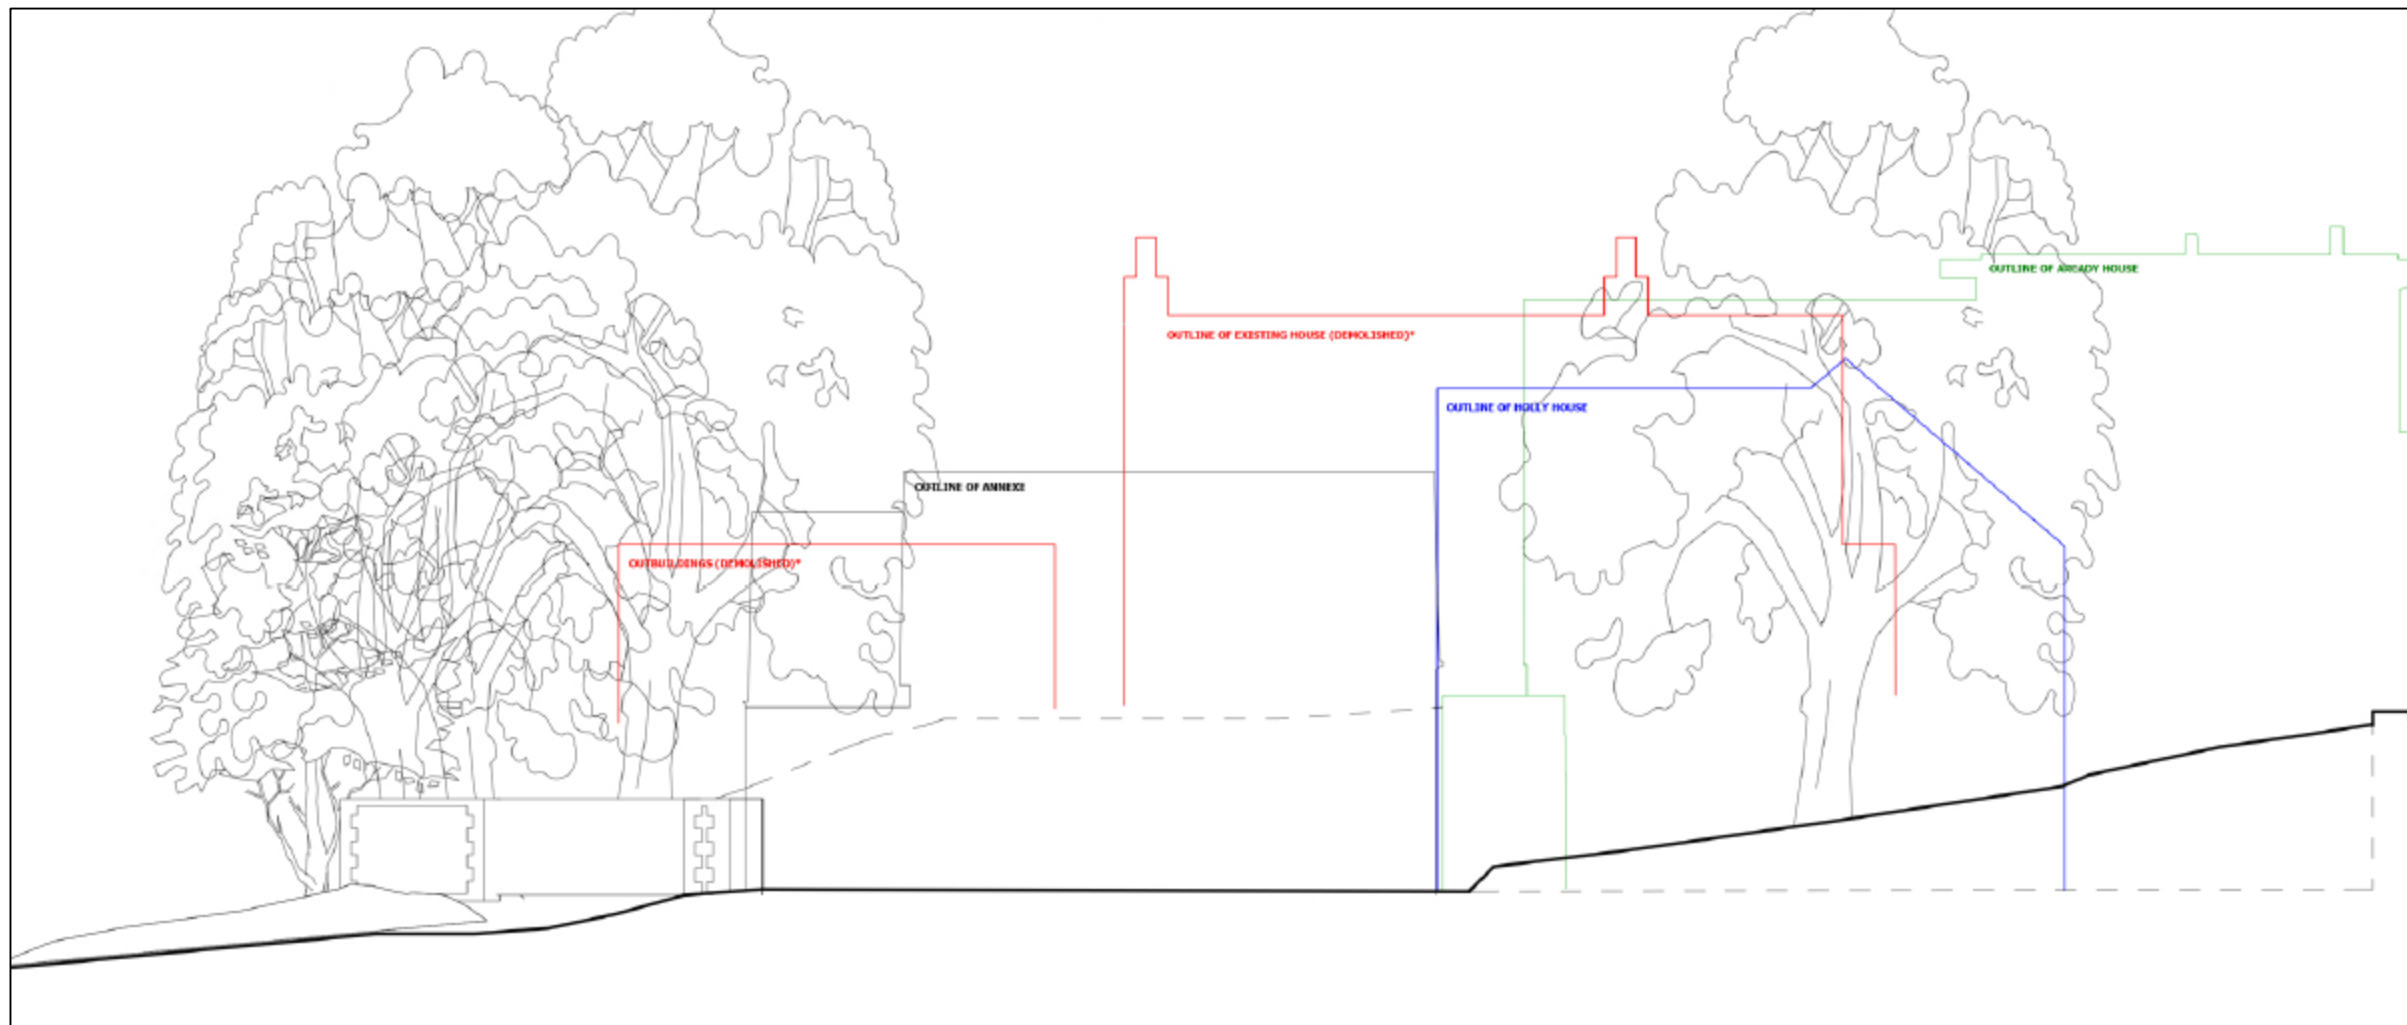 OUTLINE OF ARCADY HOUSE
OUTLINE OF EXISTING HOUSE (DEMOLISHED)*
OUTLINE OF HOLLY HOUSE
OUTLINE OF ANNEXE
OUTBUILDINGS (DEMOLISHED)*